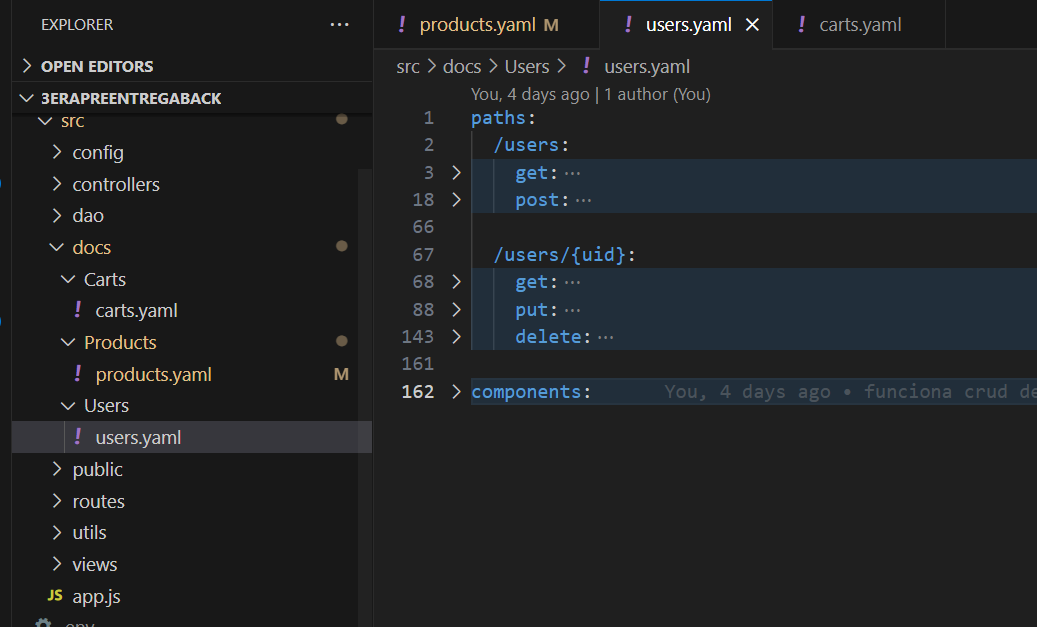 EXPLORER
OPEN EDITORS
3ERAPREENTREGABACK
src
config
controllers
dao
docs
Carts
! carts.yaml
Products
! products.yaml M
Users
! users.yaml
public
routes
utils
views
JS app.js
! products.yaml M
! users.yaml
! carts.yaml
src > docs > Users > ! users.yaml
You, 4 days ago | 1 author (You)
1 paths:
2 /users:
3 get: ...
18 post: ...
66
67 /users/{uid}:
68 get: ...
88 put: ...
143 delete: ...
161
162 components: You, 4 days ago • funciona crud de